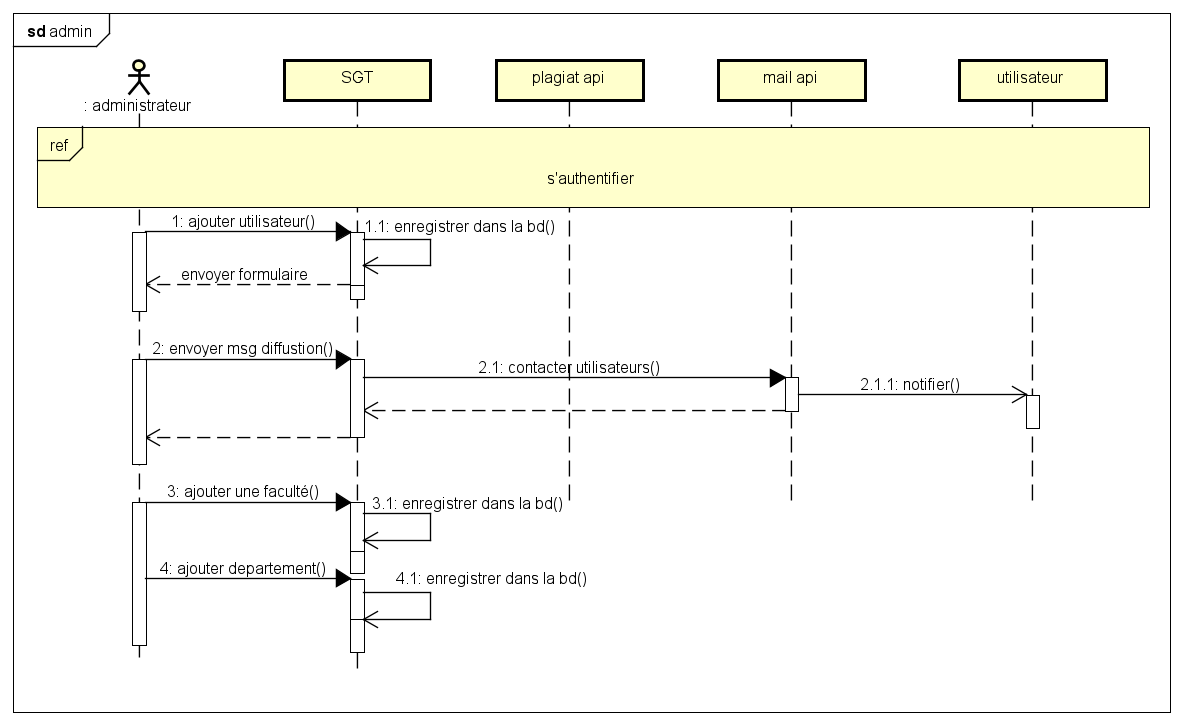 sd admin
: administrateur
SGT
plagiat api
mail api
utilisateur
ref
s'authentifier
1: ajouter utilisateur()
1.1: enregistrer dans la bd()
envoyer formulaire
2: envoyer msg diffustion()
2.1: contacter utilisateurs()
2.1.1: notifier()
3: ajouter une faculté()
3.1: enregistrer dans la bd()
4: ajouter departement()
4.1: enregistrer dans la bd()